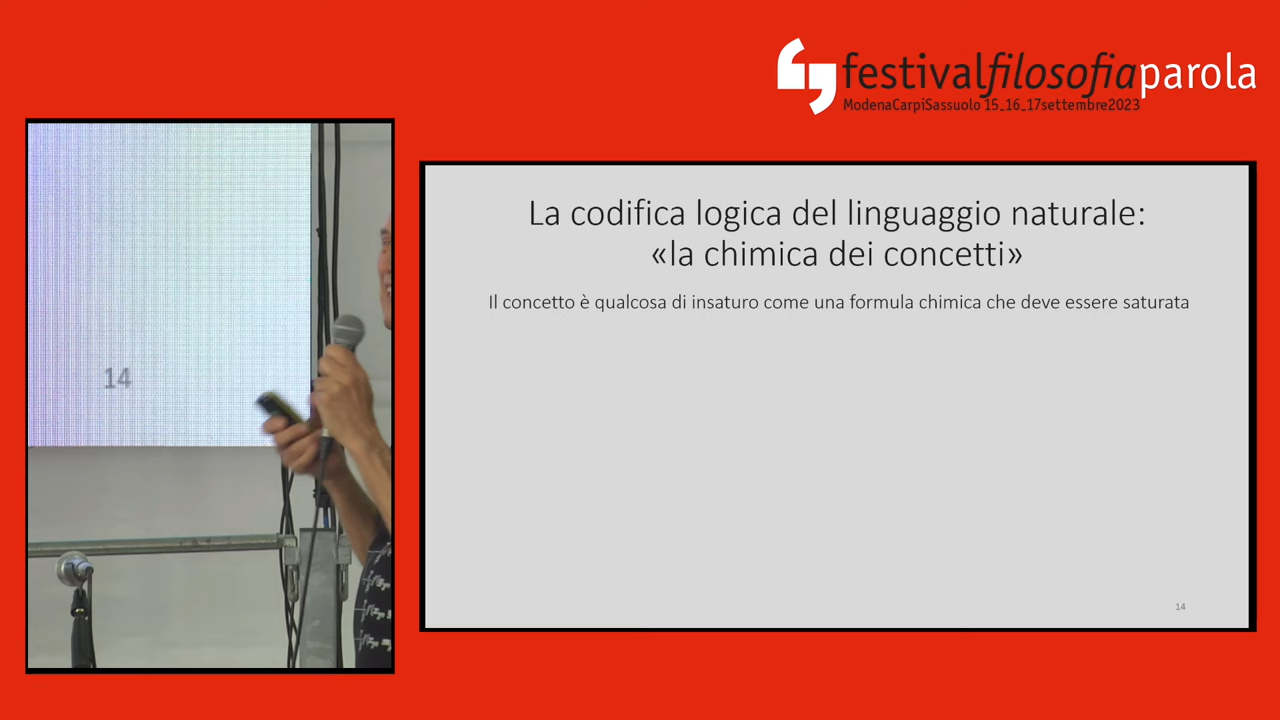 festivalfilosofiaparola
ModenaCarpiSassuolo 15_16_17settembre2023
14
La codifica logica del linguaggio naturale:
«la chimica dei concetti»
Il concetto è qualcosa di insaturo come una formula chimica che deve essere saturata
14